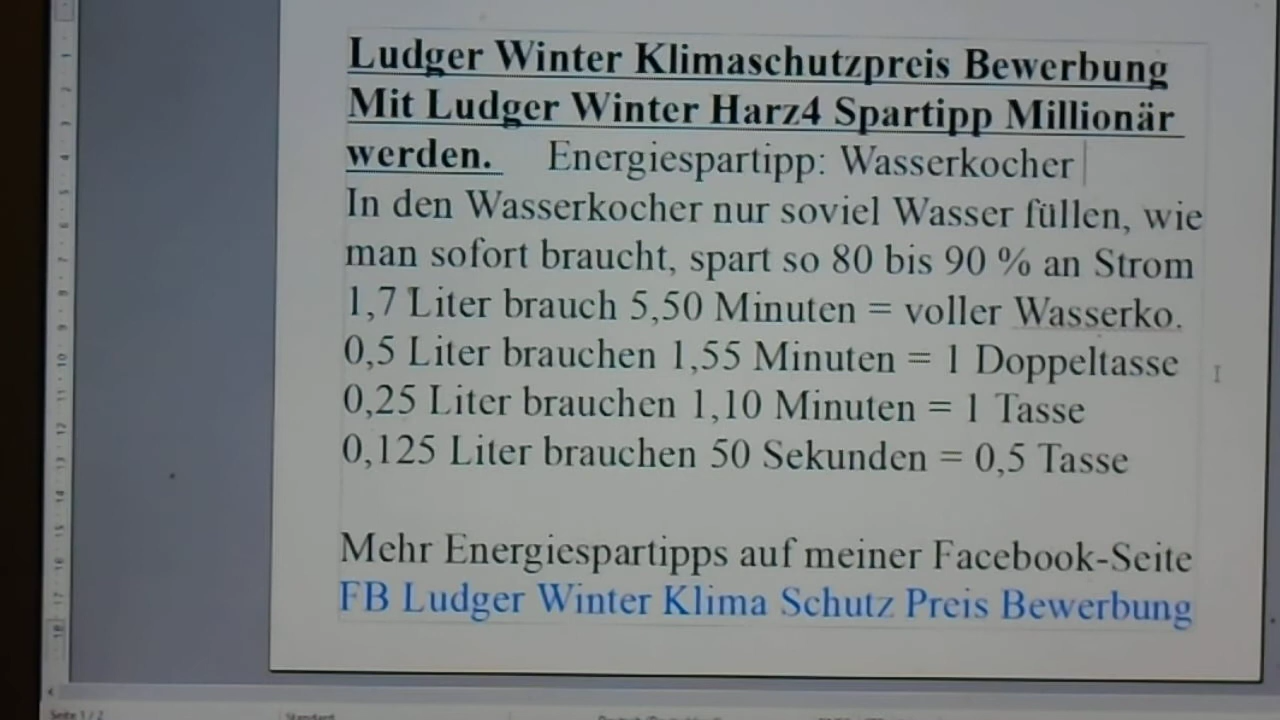 Ludger Winter Klimaschutzpreis Bewerbung
Mit Ludger Winter Harz4 Spartipp Millionär
werden. Energiespartipp: Wasserkocher
In den Wasserkocher nur soviel Wasser füllen, wie
man sofort braucht, spart so 80 bis 90 % an Strom
1,7 Liter brauch 5,50 Minuten = voller Wasserko.
0,5 Liter brauchen 1,55 Minuten = 1 Doppeltasse
0,25 Liter brauchen 1,10 Minuten = 1 Tasse
0,125 Liter brauchen 50 Sekunden = 0,5 Tasse
Mehr Energiespartipps auf meiner Facebook-Seite
FB Ludger Winter Klima Schutz Preis Bewerbung
Seite 1 / 2 Standard